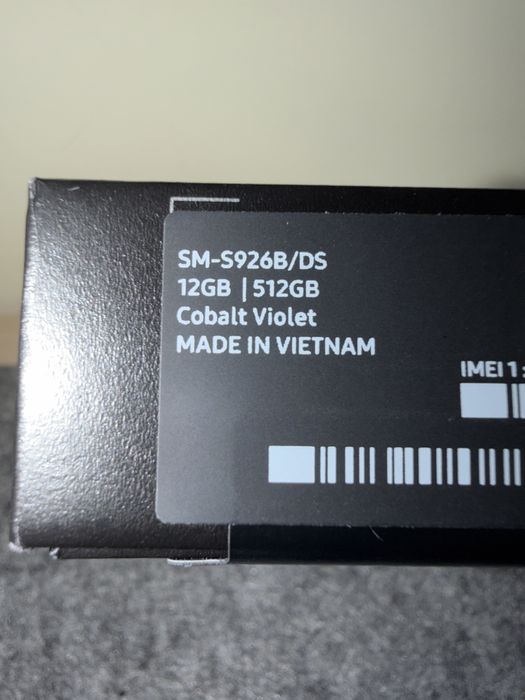 SM-S926B/DS
12GB | 512GB
Cobalt Violet
MADE IN VIETNAM
IMEI 1 :